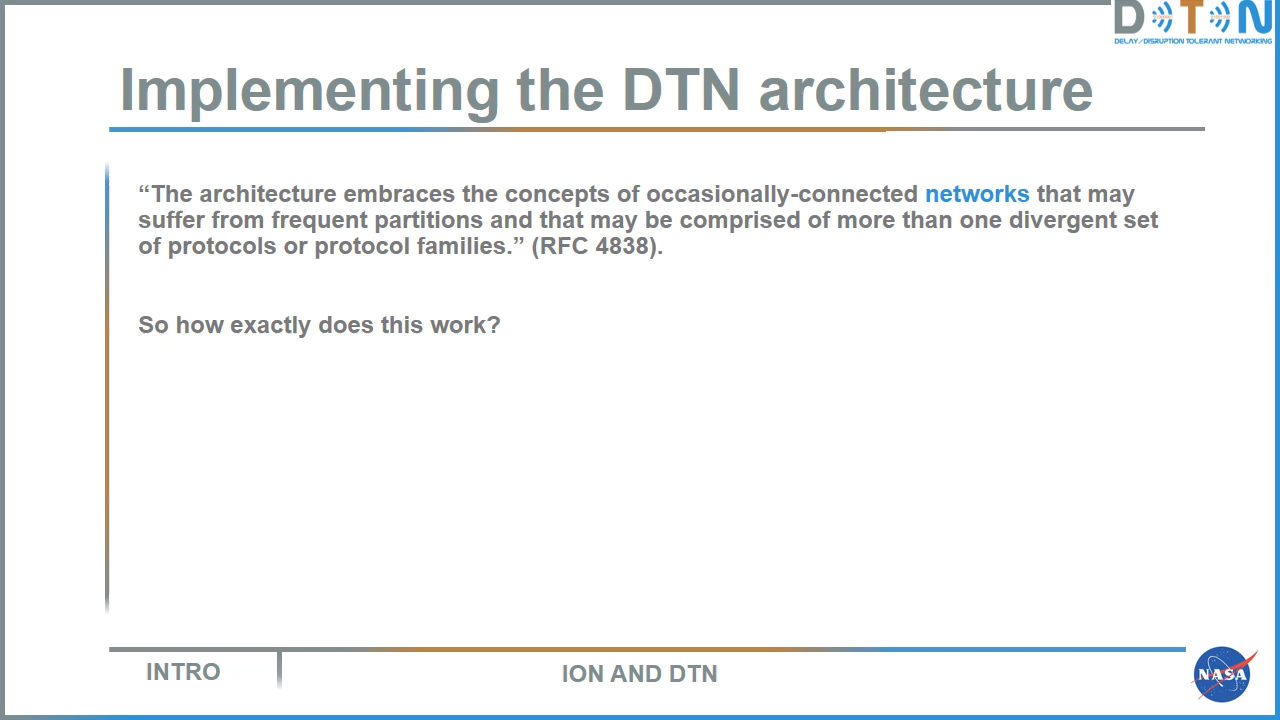 DTN
DELAY/DISRUPTION TOLERANT NETWORKING
Implementing the DTN architecture
“The architecture embraces the concepts of occasionally-connected networks that may
suffer from frequent partitions and that may be comprised of more than one divergent set
of protocols or protocol families.” (RFC 4838).
So how exactly does this work?
INTRO
ION AND DTN
NASA